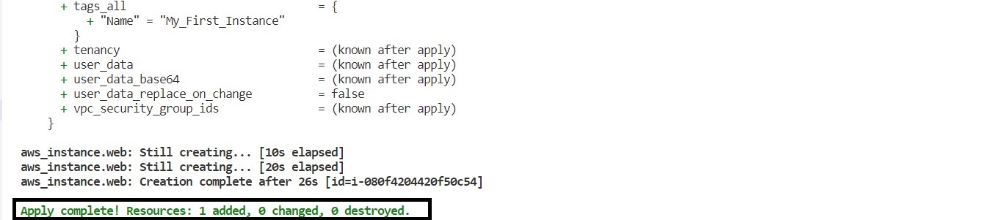 + tags_all = {
+ "Name" = "My_First_Instance"
}
+ tenancy = (known after apply)
+ user_data = (known after apply)
+ user_data_base64 = (known after apply)
+ user_data_replace_on_change = false
+ vpc_security_group_ids = (known after apply)
}
aws_instance.web: Still creating... [10s elapsed]
aws_instance.web: Still creating... [20s elapsed]
aws_instance.web: Creation complete after 26s [id=i-080f4204420f50c54]
Apply complete! Resources: 1 added, 0 changed, 0 destroyed.